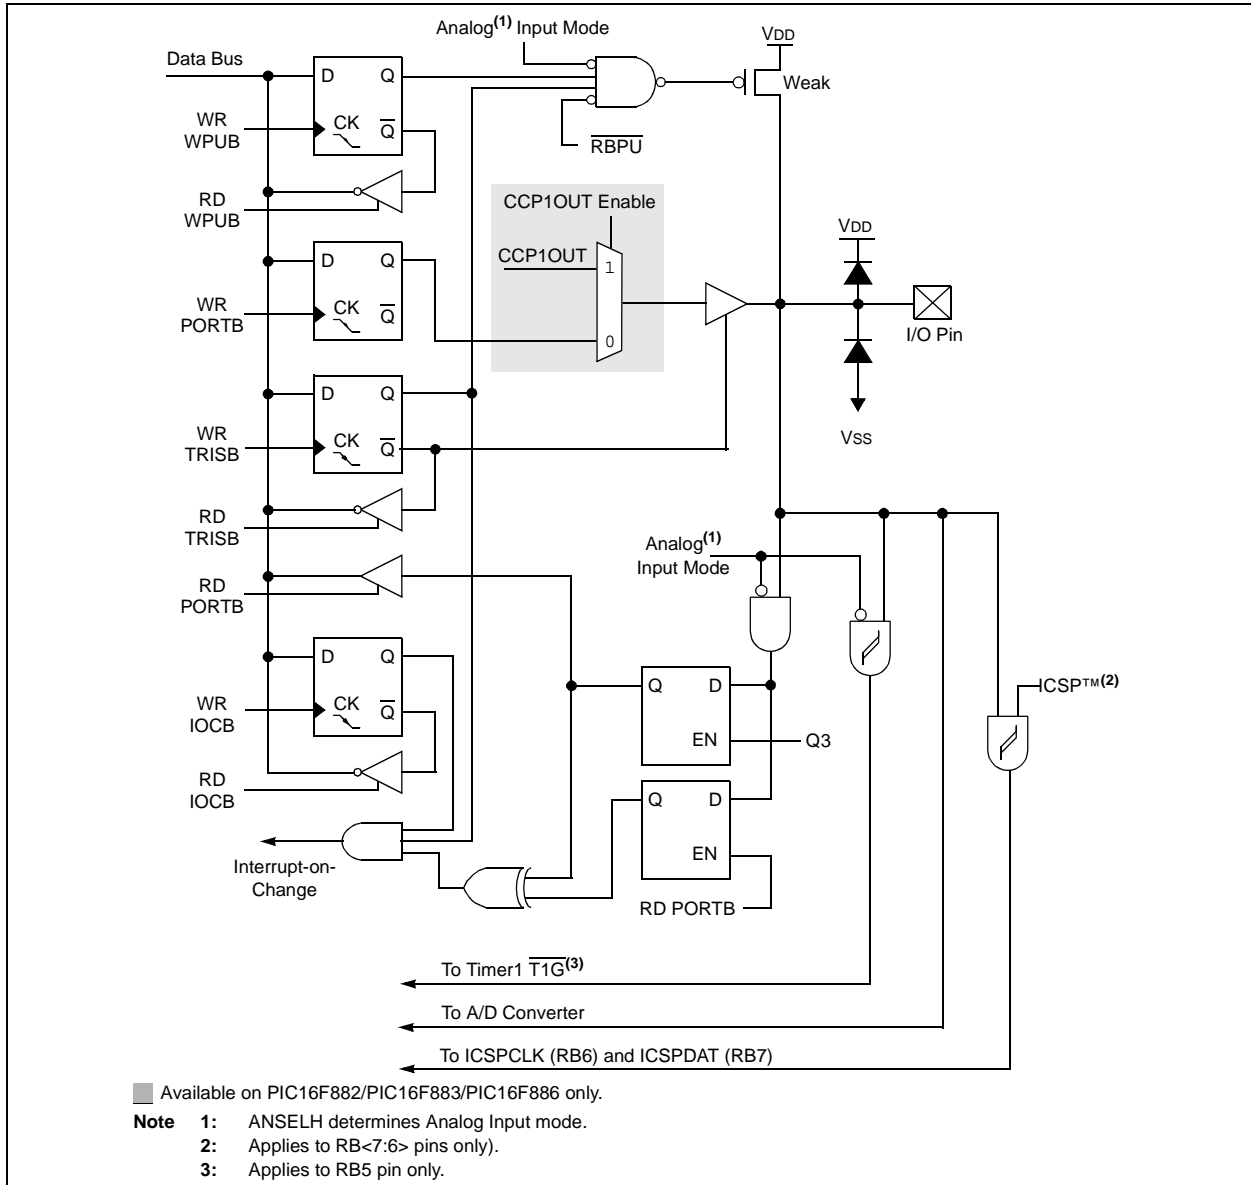 Analog(1) Input Mode
VDD
Data Bus
D Q
Weak
WR
WPUB
CK Q
RBPU
RD
WPUB
CCP1OUT Enable
VDD
D Q
CCP1OUT
1
WR
PORTB
CK Q
0
I/O Pin
D Q
WR
TRISB
CK Q
VSS
RD
TRISB
Analog(1)
Input Mode
RD
PORTB
D Q
Q D
ICSP™(2)
WR
IOCB
CK Q
EN
Q3
RD
IOCB
Q D
EN
Interrupt-on-
Change
RD PORTB
To Timer1 T1G(3)
To A/D Converter
To ICSPCLK (RB6) and ICSPDAT (RB7)
Available on PIC16F882/PIC16F883/PIC16F886 only.
Note 1: ANSELH determines Analog Input mode.
2: Applies to RB<7:6> pins only).
3: Applies to RB5 pin only.